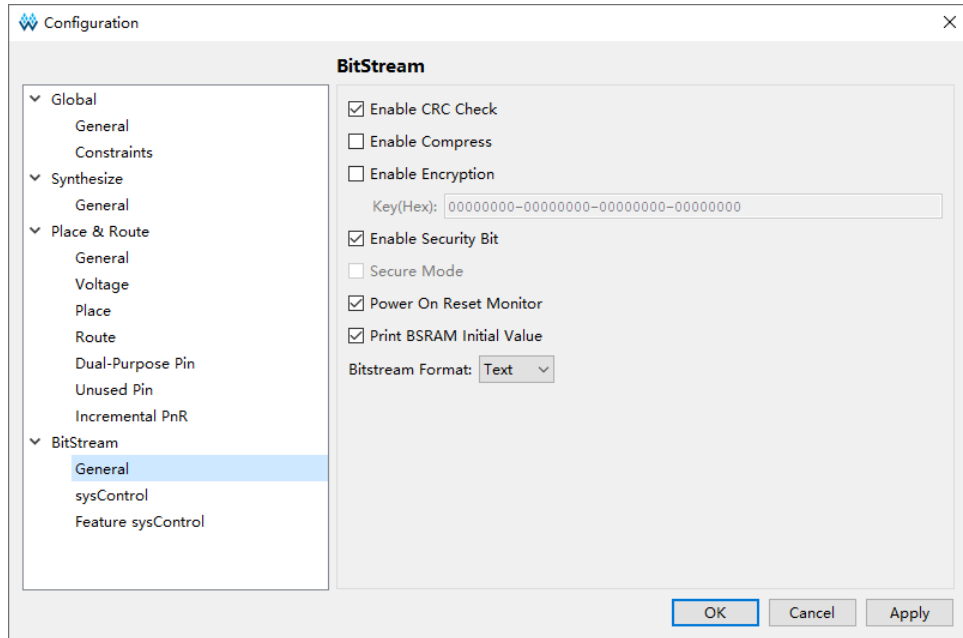 Configuration
BitStream
Global
General
Constraints
Synthesize
General
Place & Route
General
Voltage
Place
Route
Dual-Purpose Pin
Unused Pin
Incremental PnR
BitStream
General
sysControl
Feature sysControl
Enable CRC Check
Enable Compress
Enable Encryption
Key(Hex): 00000000-00000000-00000000-00000000
Enable Security Bit
Secure Mode
Power On Reset Monitor
Print BSRAM Initial Value
Bitstream Format: Text
OK Cancel Apply